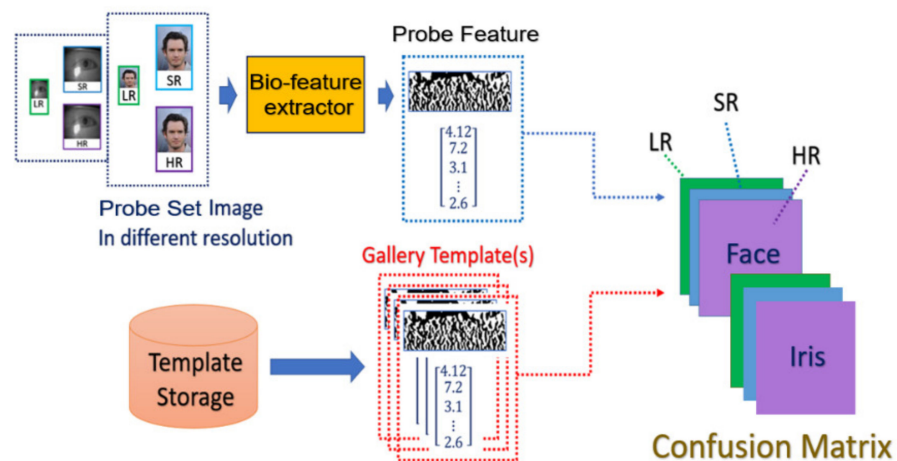 SR
LR
HR
SR
LR
HR
Probe Set Image
In different resolution
Bio-feature
extractor
Probe Feature
4.12
7.2
3.1
⋮
2.6
Template
Storage
Gallery Template(s)
4.12
7.2
3.1
⋮
2.6
LR
SR
HR
Face
Iris
Confusion Matrix